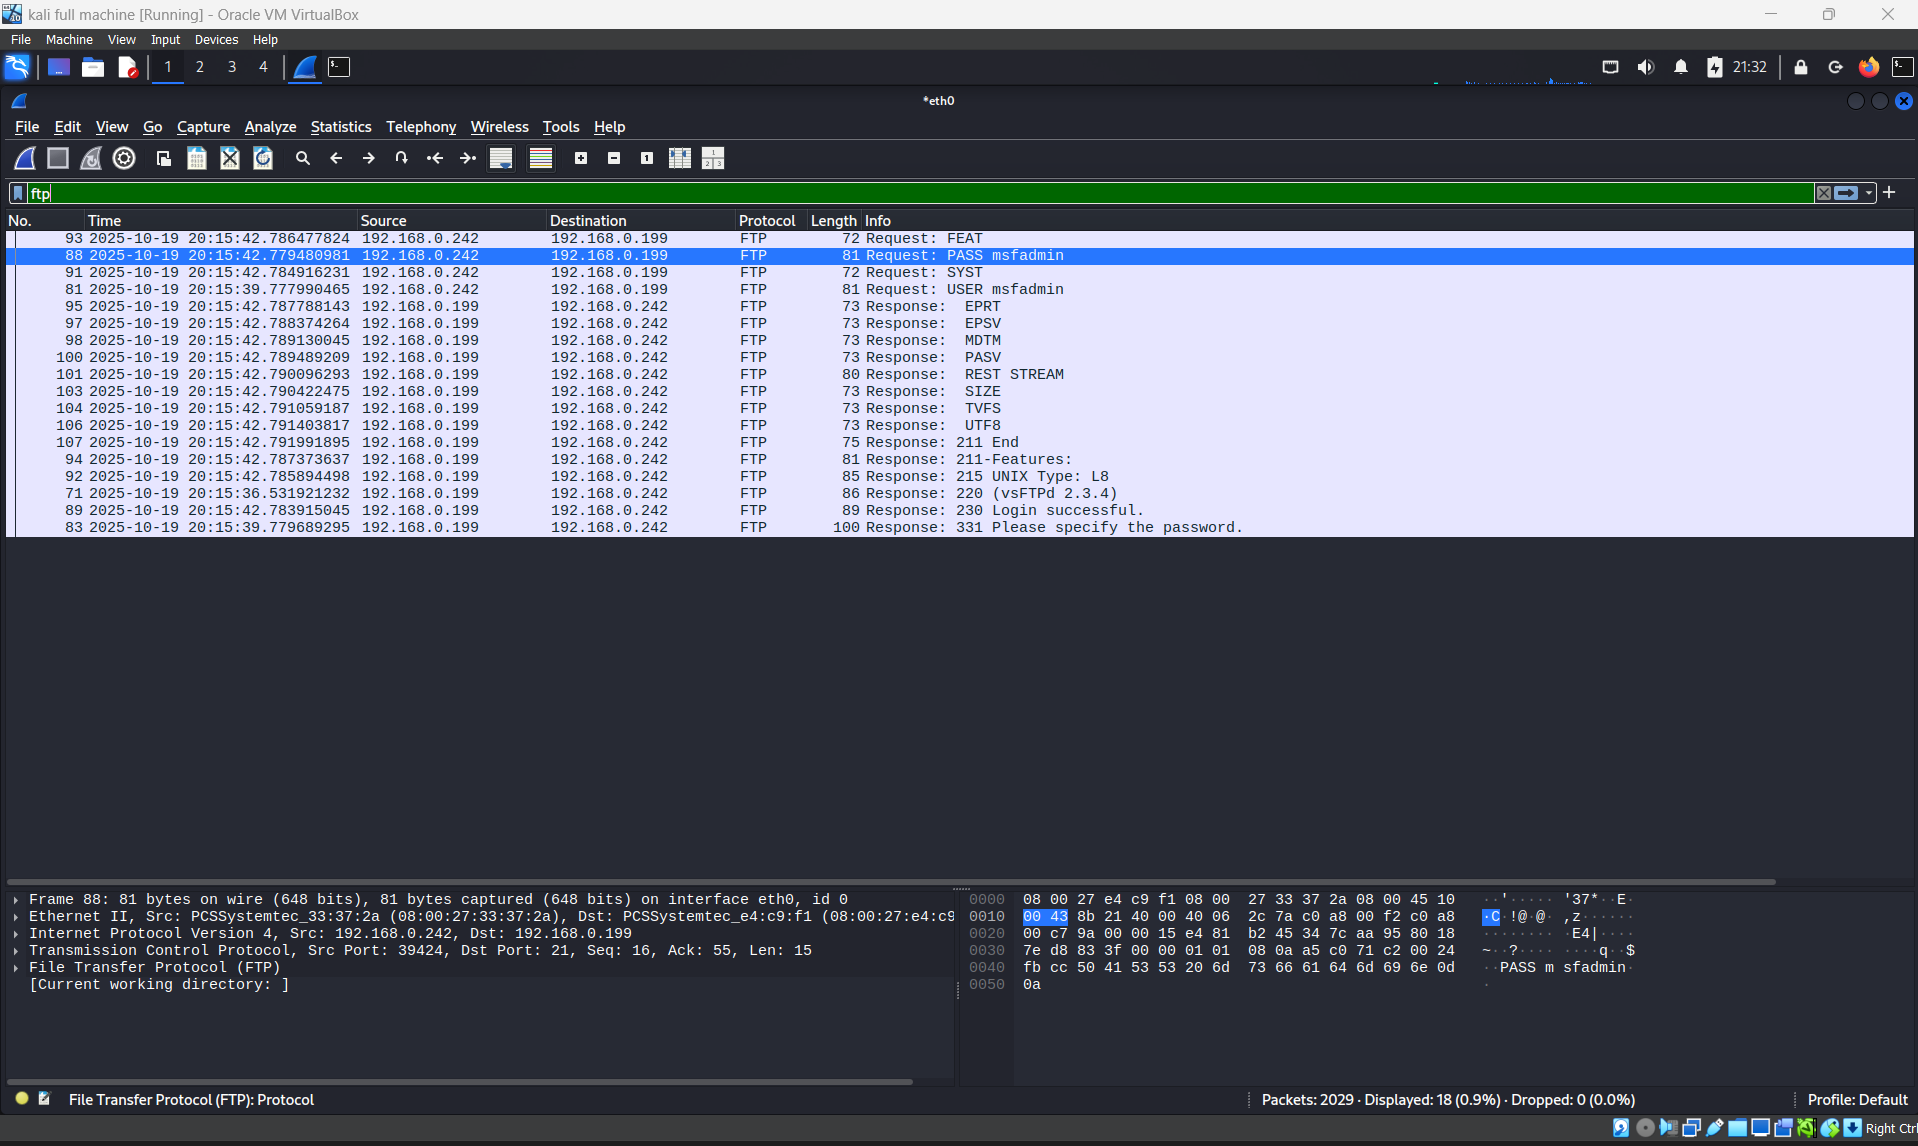 kali full machine [Running] - Oracle VM VirtualBox
File Machine View Input Devices Help
1 2 3 4 21:32
*eth0
File Edit View Go Capture Analyze Statistics Telephony Wireless Tools Help
ftp
No. Time Source Destination Protocol Length Info
93 2025-10-19 20:15:42.786477824 192.168.0.242 192.168.0.199 FTP 72 Request: FEAT
88 2025-10-19 20:15:42.779480981 192.168.0.242 192.168.0.199 FTP 81 Request: PASS msfadmin
91 2025-10-19 20:15:42.784916231 192.168.0.242 192.168.0.199 FTP 72 Request: SYST
81 2025-10-19 20:15:39.777990465 192.168.0.242 192.168.0.199 FTP 81 Request: USER msfadmin
95 2025-10-19 20:15:42.787788143 192.168.0.199 192.168.0.242 FTP 73 Response: EPRT
97 2025-10-19 20:15:42.788374264 192.168.0.199 192.168.0.242 FTP 73 Response: EPSV
98 2025-10-19 20:15:42.789130045 192.168.0.199 192.168.0.242 FTP 73 Response: MDTM
100 2025-10-19 20:15:42.789489209 192.168.0.199 192.168.0.242 FTP 73 Response: PASV
101 2025-10-19 20:15:42.790096293 192.168.0.199 192.168.0.242 FTP 80 Response: REST STREAM
103 2025-10-19 20:15:42.790422475 192.168.0.199 192.168.0.242 FTP 73 Response: SIZE
104 2025-10-19 20:15:42.791059187 192.168.0.199 192.168.0.242 FTP 73 Response: TVFS
106 2025-10-19 20:15:42.791403817 192.168.0.199 192.168.0.242 FTP 73 Response: UTF8
107 2025-10-19 20:15:42.791991895 192.168.0.199 192.168.0.242 FTP 75 Response: 211 End
94 2025-10-19 20:15:42.787373637 192.168.0.199 192.168.0.242 FTP 81 Response: 211-Features:
92 2025-10-19 20:15:42.785894498 192.168.0.199 192.168.0.242 FTP 85 Response: 215 UNIX Type: L8
71 2025-10-19 20:15:36.531921232 192.168.0.199 192.168.0.242 FTP 86 Response: 220 (vsFTPd 2.3.4)
89 2025-10-19 20:15:42.783915045 192.168.0.199 192.168.0.242 FTP 89 Response: 230 Login successful.
83 2025-10-19 20:15:39.779689295 192.168.0.199 192.168.0.242 FTP 100 Response: 331 Please specify the password.
Frame 88: 81 bytes on wire (648 bits), 81 bytes captured (648 bits) on interface eth0, id 0
Ethernet II, Src: PCSSystemtec_33:37:2a (08:00:27:33:37:2a), Dst: PCSSystemtec_e4:c9:f1 (08:00:27:e4:c9
Internet Protocol Version 4, Src: 192.168.0.242, Dst: 192.168.0.199
Transmission Control Protocol, Src Port: 39424, Dst Port: 21, Seq: 16, Ack: 55, Len: 15
File Transfer Protocol (FTP)
[Current working directory: ]
0000 08 00 27 e4 c9 f1 08 00 27 33 37 2a 08 00 45 10 ··'····· '37*··E·
0010 00 43 8b 21 40 00 40 06 2c 7a c0 a8 00 f2 c0 a8 ·C·!@·@· ,z······
0020 00 c7 9a 00 00 15 e4 81 b2 45 34 7c aa 95 80 18 ········ ·E4|····
0030 7e d8 83 3f 00 00 01 01 08 0a a5 c0 71 c2 00 24 ~··?···· ····q··$
0040 fb cc 50 41 53 53 20 6d 73 66 61 64 6d 69 6e 0d ··PASS m sfadmin·
0050 0a ·
File Transfer Protocol (FTP): Protocol
Packets: 2029 · Displayed: 18 (0.9%) · Dropped: 0 (0.0%)
Profile: Default
Right Ctrl